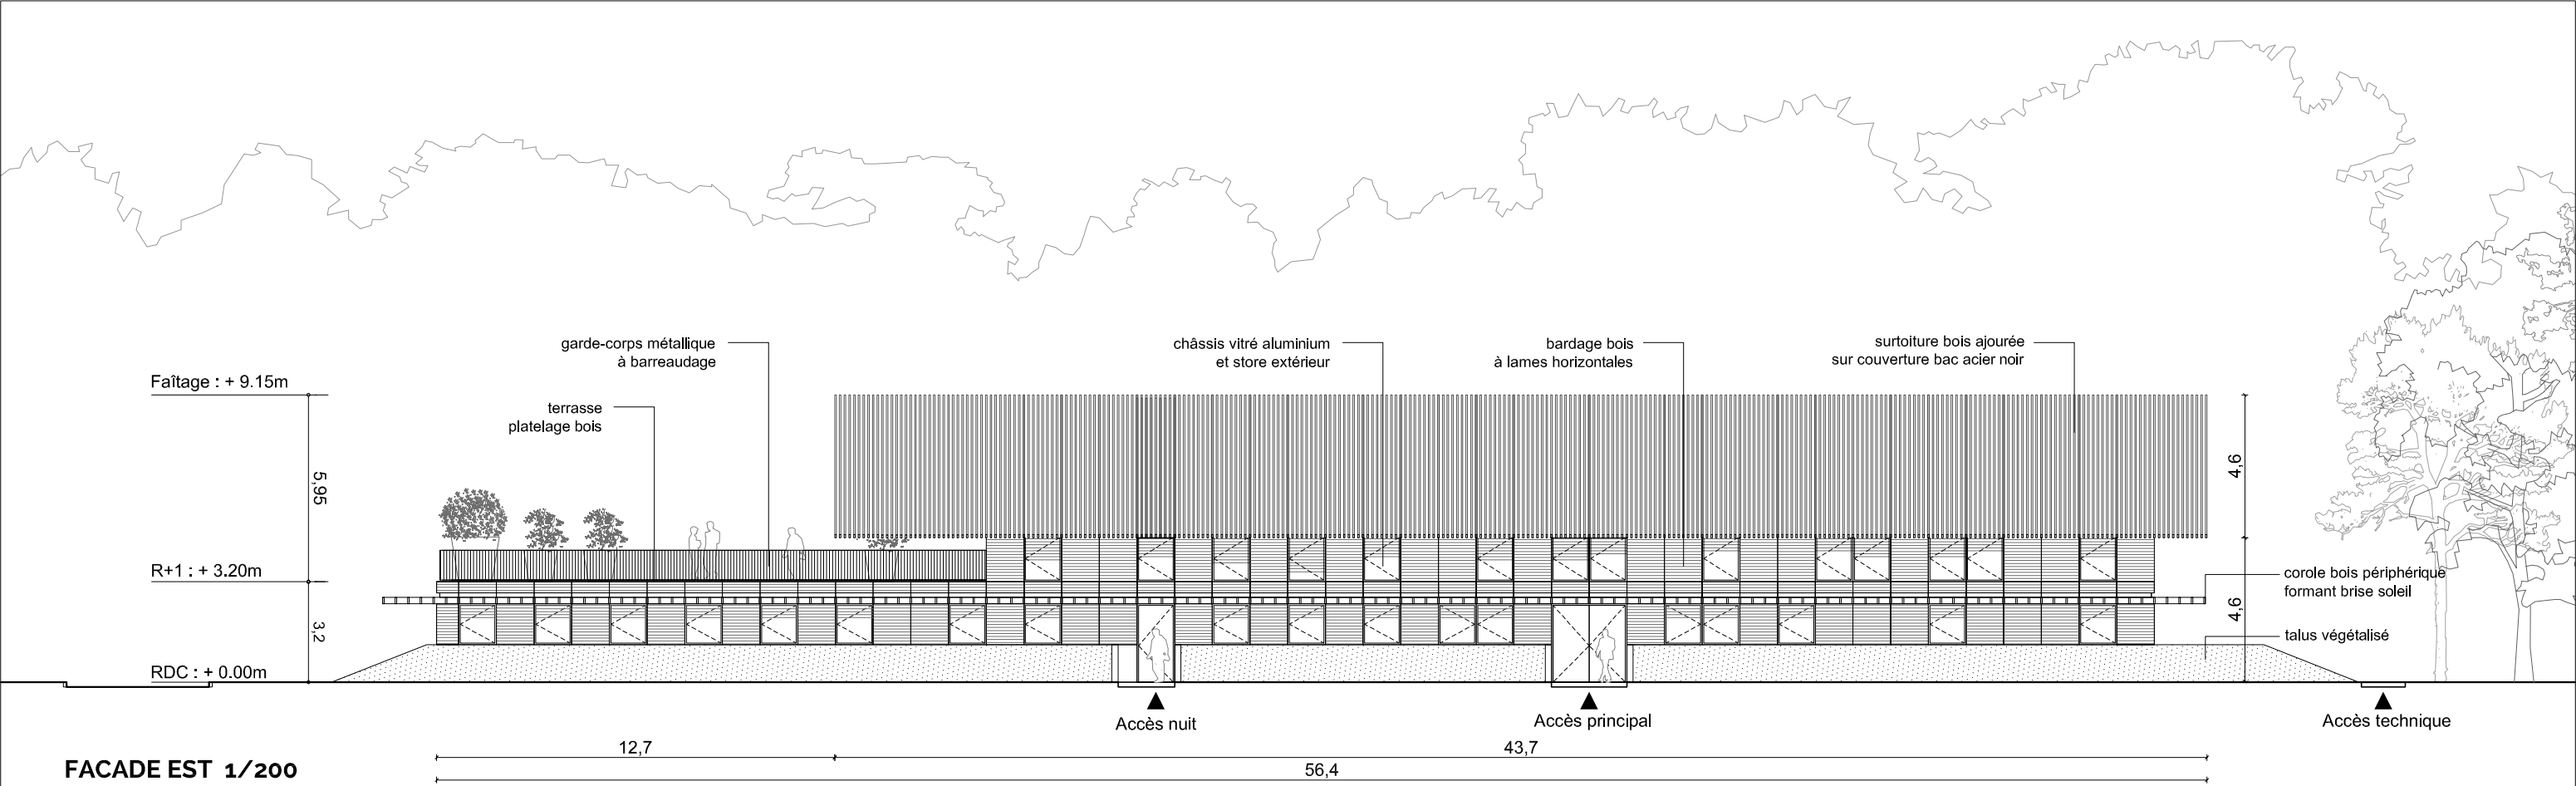 garde-corps métallique
à barreaudage
châssis vitré aluminium
et store extérieur
bardage bois
à lames horizontales
surtoiture bois ajourée
sur couverture bac acier noir
Faîtage : + 9.15m
terrasse
platelage bois
5,95
4,6
R+1 : + 3.20m
corole bois périphérique
formant brise soleil
4,6
3,2
talus végétalisé
RDC : + 0.00m
Accès nuit
Accès principal
Accès technique
12,7
43,7
FACADE EST 1/200
56,4